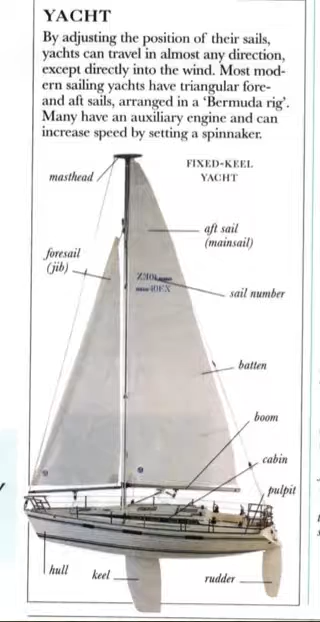 YACHT
By adjusting the position of their sails,
yachts can travel in almost any direction,
except directly into the wind. Most mod-
ern sailing yachts have triangular fore-
and aft sails, arranged in a ‘Bermuda rig’.
Many have an auxiliary engine and can
increase speed by setting a spinnaker.
FIXED-KEEL
YACHT
masthead
aft sail
(mainsail)
foresail
(jib)
sail number
batten
boom
cabin
pulpit
hull
keel
rudder